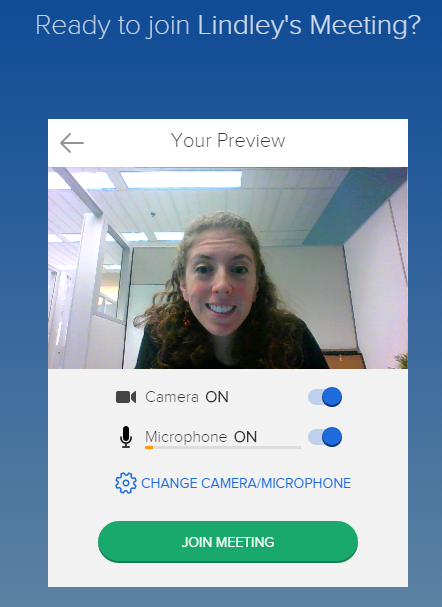 Ready to join Lindley's Meeting?
Your Preview
Camera ON
Microphone ON
CHANGE CAMERA/MICROPHONE
JOIN MEETING